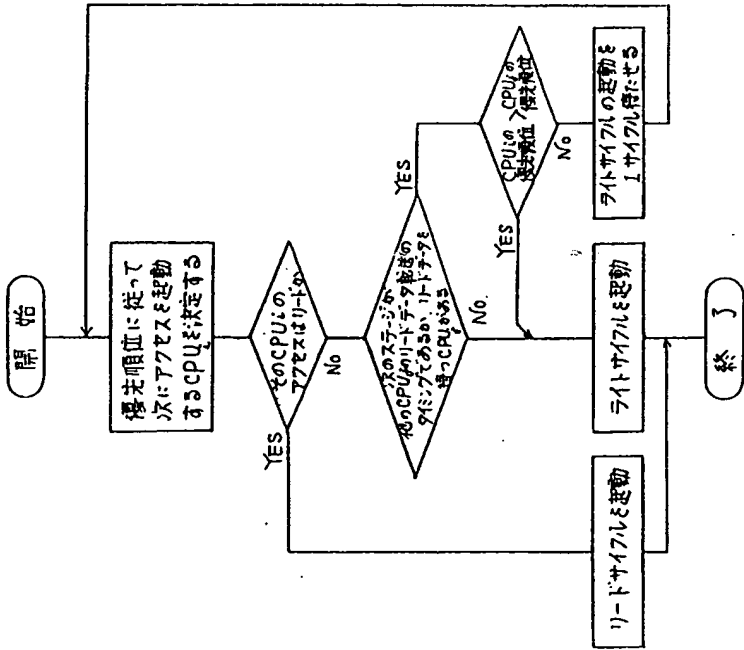 開始
優先順位に従って
次にアクセスを起動
するCPUiを決定する
そのCPUiの
アクセスはリードか
YES
No
次のステージが
他のCPUjのリードデータ転送の
タイミングであるか、リードデータを
待つCPUjがある
YES
No
CPUiの
優先順位
>
CPUjの
優先順位
YES
No
リードサイクルを起動
ライトサイクルを起動
ライトサイクルの起動を
1サイクル待たせる
終了